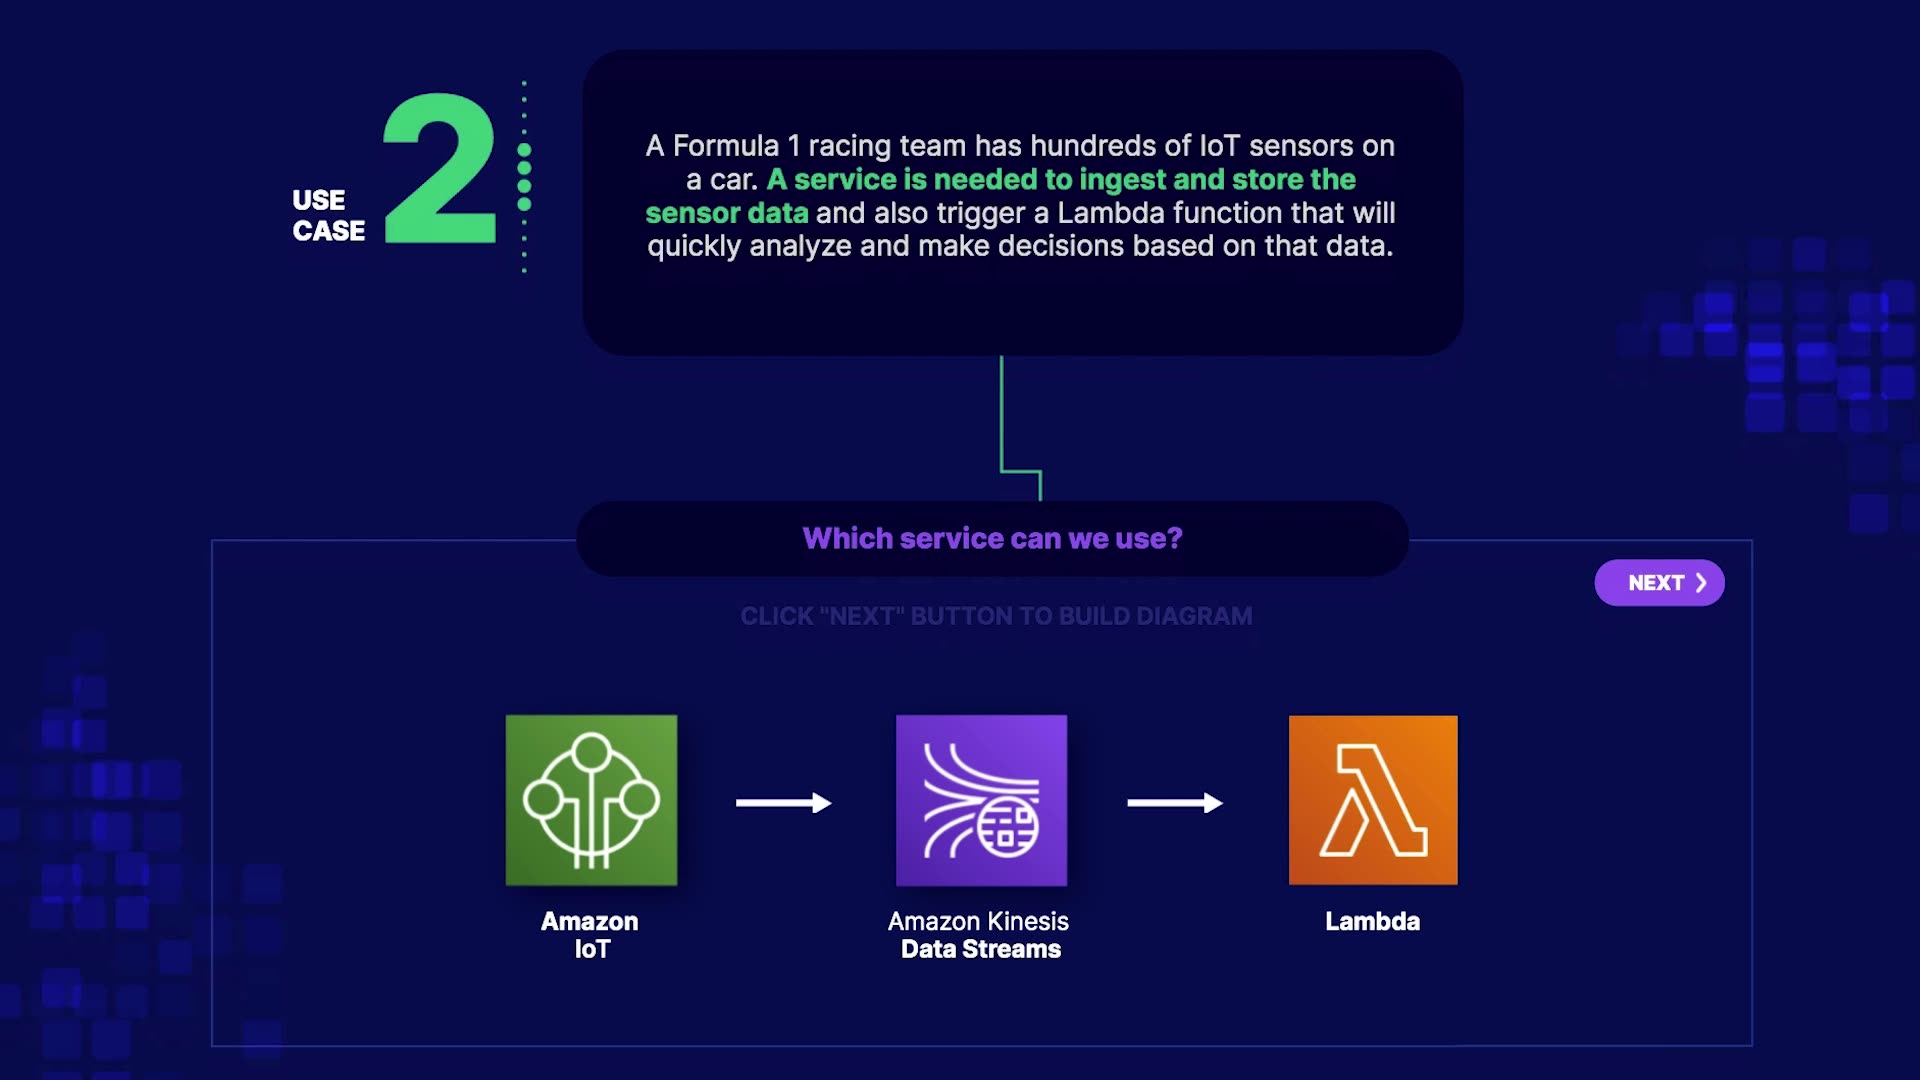 USE
CASE
2
A Formula 1 racing team has hundreds of IoT sensors on
a car. A service is needed to ingest and store the
sensor data and also trigger a Lambda function that will
quickly analyze and make decisions based on that data.
Which service can we use?
NEXT
CLICK "NEXT" BUTTON TO BUILD DIAGRAM
Amazon
IoT
Amazon Kinesis
Data Streams
Lambda